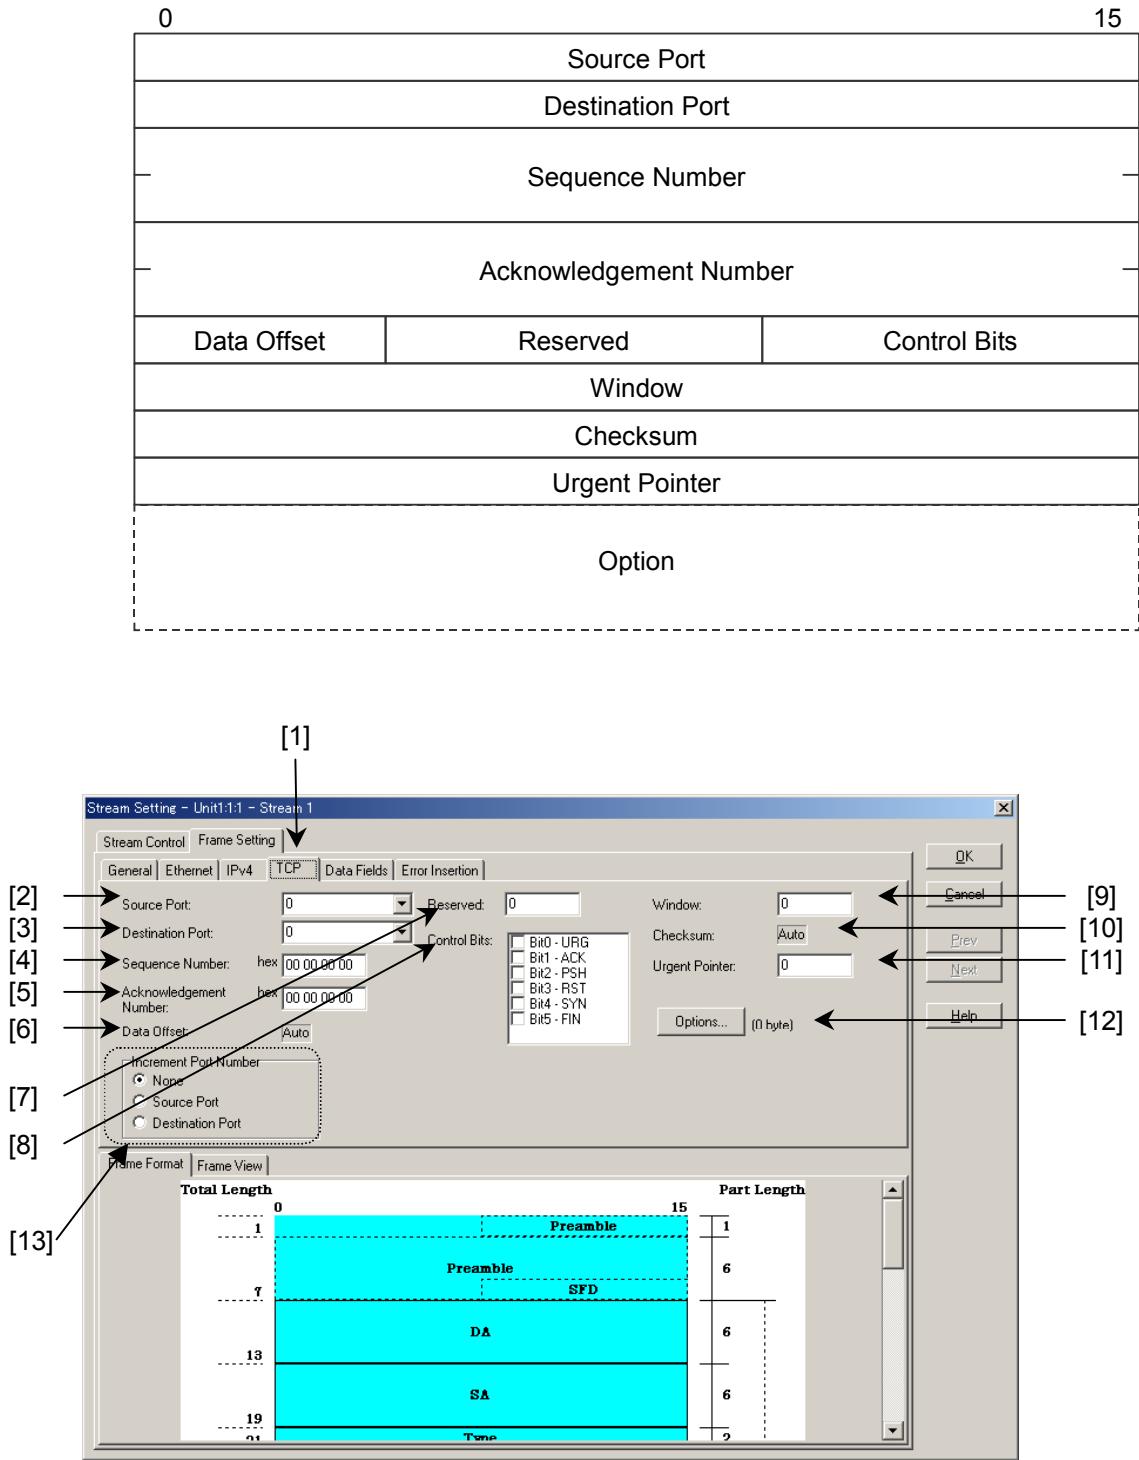 0 15
Source Port
Destination Port
Sequence Number
Acknowledgement Number
Data Offset Reserved Control Bits
Window
Checksum
Urgent Pointer
Option
[1]
Stream Setting - Unit1:1:1 - Stream 1
Stream Control Frame Setting
General Ethernet IPv4 TCP Data Fields Error Insertion
OK
Cancel
Prev
Next
Help
[2] Source Port: 0
[3] Destination Port: 0
[4] Sequence Number: hex 00 00 00 00
[5] Acknowledgement Number: hex 00 00 00 00
[6] Data Offset: Auto
Reserved: 0
Control Bits:
Bit0 - URG
Bit1 - ACK
Bit2 - PSH
Bit3 - RST
Bit4 - SYN
Bit5 - FIN
Window: 0 [9]
Checksum: Auto [10]
Urgent Pointer: 0 [11]
Options... (0 byte) [12]
Increment Port Number
None
Source Port
Destination Port
[7]
[8]
[13]
Frame Format Frame View
Total Length Part Length
0 15
1 Preamble 1
Preamble 6
7 SFD
DA 6
13
SA 6
19
21 Type 2